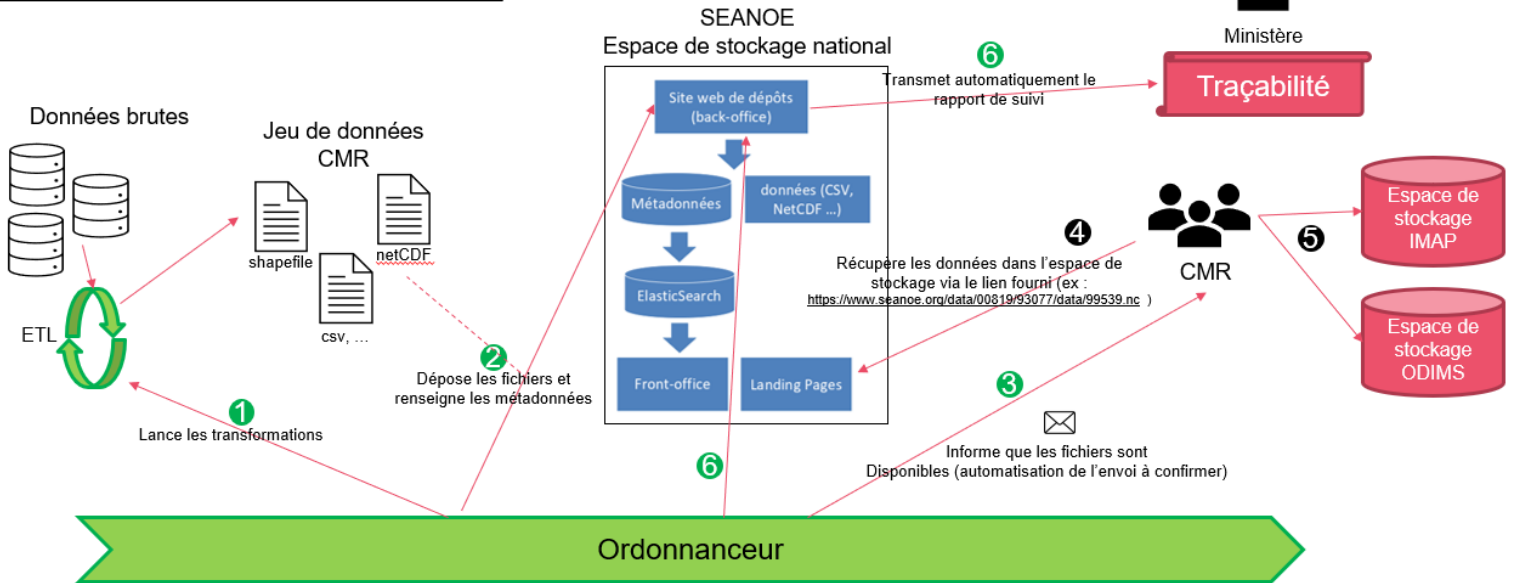 SEANOE
Espace de stockage national
Ministère
Traçabilité
6
Transmet automatiquement le
rapport de suivi
Données brutes
Jeu de données
CMR
shapefile
netCDF
csv, ...
ETL
Site web de dépôts
(back-office)
Métadonnées
données (CSV,
NetCDF ...)
ElasticSearch
Front-office
Landing Pages
4
Récupère les données dans l'espace de
stockage via le lien fourni (ex :
https://www.seanoe.org/data/00819/93077/data/99539.nc )
CMR
5
Espace de
stockage
IMAP
Espace de
stockage
ODIMS
2
Dépose les fichiers et
renseigne les métadonnées
1
Lance les transformations
3
Informe que les fichiers sont
Disponibles (automatisation de l'envoi à confirmer)
6
Ordonnanceur